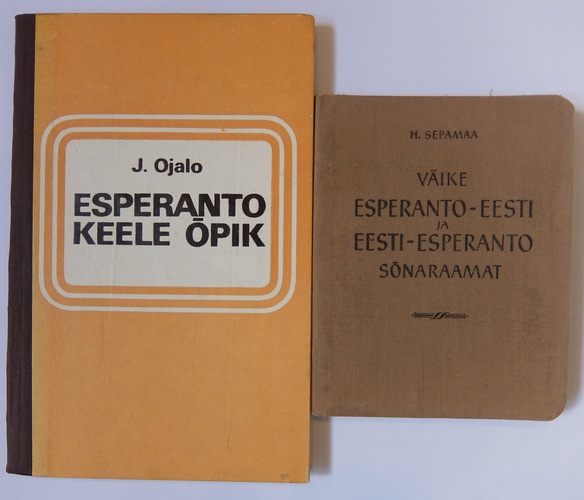 J. Ojalo
ESPERANTO
KEELE ÕPIK
H. SEPAMAA
VÄIKE
ESPERANTO-EESTI
JA
EESTI-ESPERANTO
SÕNARAAMAT